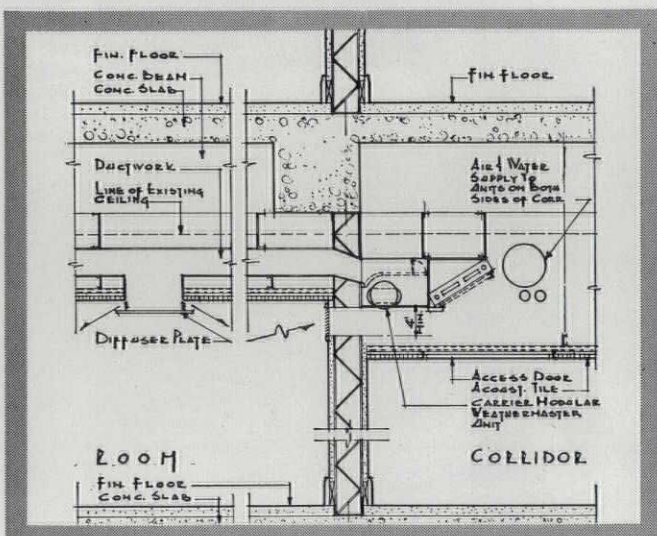 FIN. FLOOR
CONC. BEAM
CONC. SLAB
FIN FLOOR
DUCTWORK
LINE OF EXISTING
CEILING
AIR & WATER
SUPPLY TO
UNITS ON BOTH
SIDES OF CORR
4"
MIN
DIFFUSER PLATE
ACCESS DOOR
ACOUST. TILE
CARRIER MODULAR
WEATHERMASTER
UNIT
ROOM
CORRIDOR
FIN FLOOR
CONC. SLAB